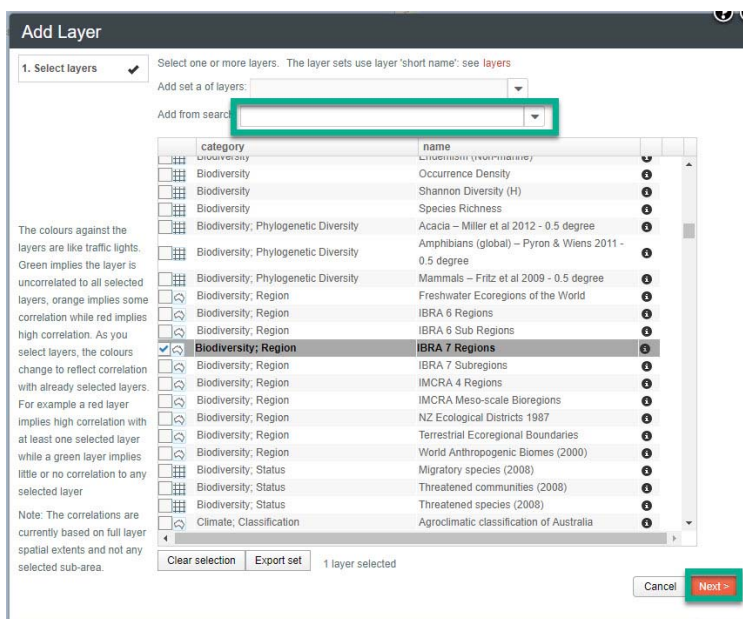 Add Layer
1. Select layers
Select one or more layers. The layer sets use layer 'short name': see layers
Add set a of layers:
Add from search
category name
Biodiversity Endemism (Non-marine)
Biodiversity Occurrence Density
Biodiversity Shannon Diversity (H)
Biodiversity Species Richness
Biodiversity; Phylogenetic Diversity Acacia – Miller et al 2012 - 0.5 degree
Biodiversity; Phylogenetic Diversity Amphibians (global) – Pyron & Wiens 2011 -
0.5 degree
Biodiversity; Phylogenetic Diversity Mammals – Fritz et al 2009 - 0.5 degree
Biodiversity; Region Freshwater Ecoregions of the World
Biodiversity; Region IBRA 6 Regions
Biodiversity; Region IBRA 6 Sub Regions
Biodiversity; Region IBRA 7 Regions
Biodiversity; Region IBRA 7 Subregions
Biodiversity; Region IMCRA 4 Regions
Biodiversity; Region IMCRA Meso-scale Bioregions
Biodiversity; Region NZ Ecological Districts 1987
Biodiversity; Region Terrestrial Ecoregional Boundaries
Biodiversity; Region World Anthropogenic Biomes (2000)
Biodiversity; Status Migratory species (2008)
Biodiversity; Status Threatened communities (2008)
Biodiversity; Status Threatened species (2008)
Climate; Classification Agroclimatic classification of Australia
The colours against the
layers are like traffic lights.
Green implies the layer is
uncorrelated to all selected
layers, orange implies some
correlation while red implies
high correlation. As you
select layers, the colours
change to reflect correlation
with already selected layers.
For example a red layer
implies high correlation with
at least one selected layer
while a green layer implies
little or no correlation to any
selected layer
Note: The correlations are
currently based on full layer
spatial extents and not any
selected sub-area.
Clear selection Export set 1 layer selected
Cancel Next >